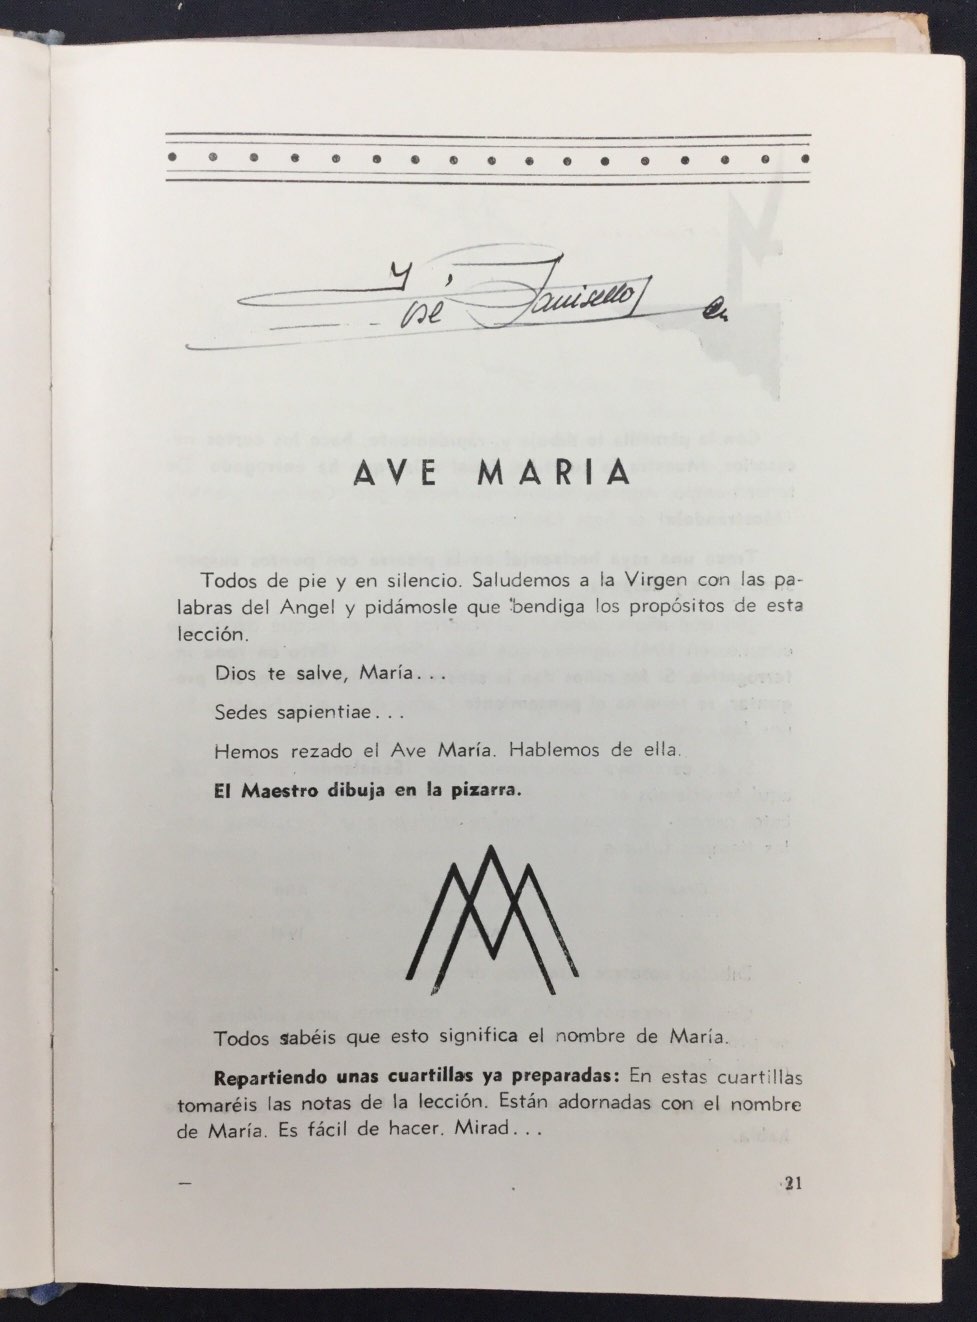 José
AVE MARIA
Todos de pie y en silencio. Saludemos a la Virgen con las pa-
labras del Angel y pidámosle que bendiga los propósitos de esta
lección.
Dios te salve, María...
Sedes sapientiae...
Hemos rezado el Ave María. Hablemos de ella.
El Maestro dibuja en la pizarra.
Todos sabéis que esto significa el nombre de María.
Repartiendo unas cuartillas ya preparadas: En estas cuartillas
tomaréis las notas de la lección. Están adornadas con el nombre
de María. Es fácil de hacer. Mirad...
— 21